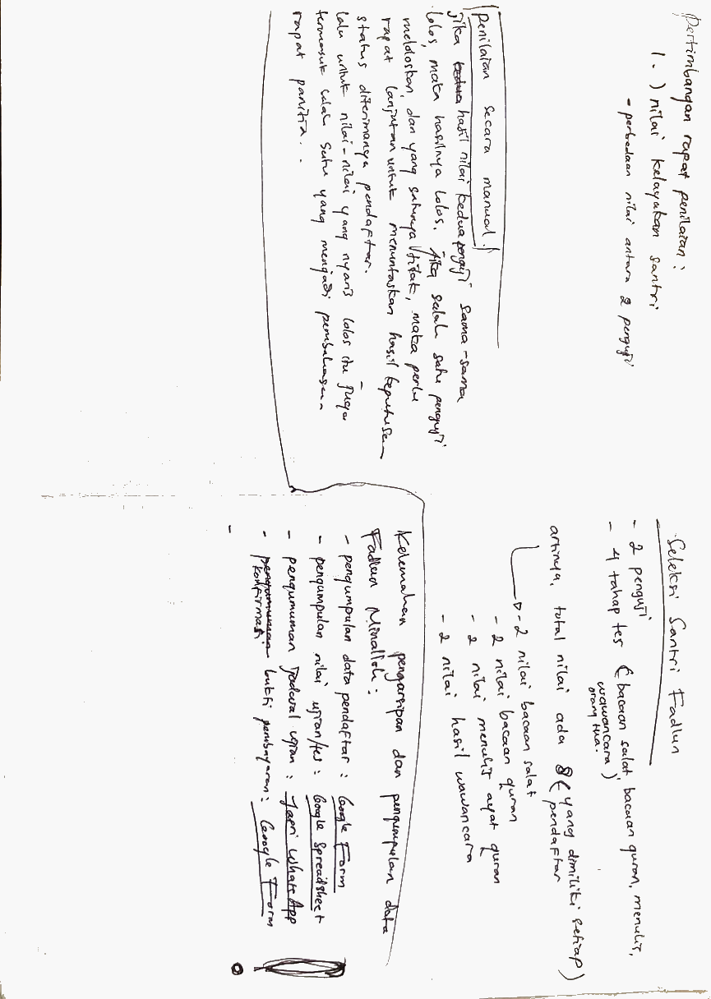 Pertimbangan rapat penilaian :
1. ) nilai kelayakan santri
- perbedaan nilai antara 2 penguji
Penilaian secara manual.
jika hasil nilai kedua penguji sama-sama
lolos, maka hasilnya lolos. jika salah satu penguji
meloloskan, dan yang satunya tidak, maka perlu
rapat lanjutan untuk menuntaskan hasil keputusan
status diterimanya pendaftar.
lalu untuk nilai-nilai yang nyaris lolos itu juga
termasuk salah satu yang menjadi pembahasan
rapat panitia. .
Seleksi Santri Fadlun
- 2 penguji
- 4 tahap tes (bacaan salat, bacaan quran, menulis,
wawancara )
orang tua.
artinya, total nilai ada 8 ( yang dimiliki setiap )
pendaftar
- 2 nilai bacaan salat
- 2 nilai bacaan quran
- 2 nilai menulis ayat quran
- 2 nilai hasil wawancara
Kelemahan pengarsipan dan pengumpulan data
Fadlun Minalloh :
- pengumpulan data pendaftar : Google Form
- pengumpulan nilai ujian/tes : Google Spreadsheet
- pengumuman jadwal ujian : Japri WhatsApp
- konfirmasi bukti pembayaran : Google Form
-